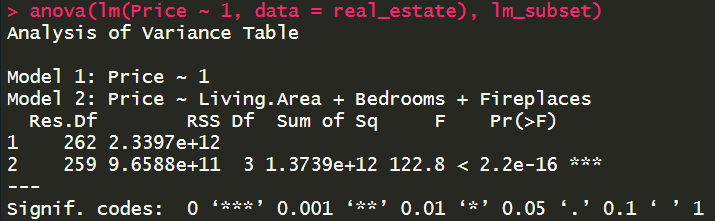 > anova(lm(Price ~ 1, data = real_estate), lm_subset)
Analysis of Variance Table

Model 1: Price ~ 1
Model 2: Price ~ Living.Area + Bedrooms + Fireplaces
  Res.Df        RSS Df  Sum of Sq     F    Pr(>F)
1    262 2.3397e+12
2    259 9.6588e+11  3 1.3739e+12 122.8 < 2.2e-16 ***
---
Signif. codes:  0 ‘***’ 0.001 ‘**’ 0.01 ‘*’ 0.05 ‘.’ 0.1 ‘ ’ 1